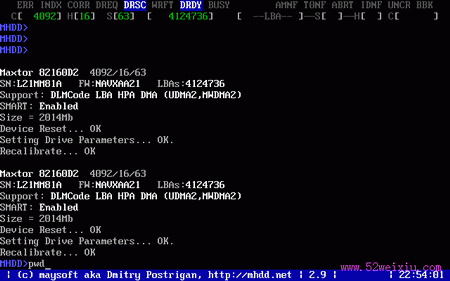 ERR INDX CORR DREQ DRSC WRFT DRDY BUSY AMNF T0NF ABRT IDNF UNCR BBK
C[ 4092] H[16] S[63] [ 4124736] [ --LBA--]--S[ ]--H[ ] C[ ]
MHDD>
MHDD>
MHDD>
Maxtor 82160D2 4092/16/63
SN:L21MM81A FW:NAVXAA21 LBAs:4124736
Support: DLMCode LBA HPA DMA (UDMA2,MWDMA2)
SMART: Enabled
Size = 2014Mb
Device Reset... OK
Setting Drive Parameters... OK.
Recalibrate... OK
Maxtor 82160D2 4092/16/63
SN:L21MM81A FW:NAVXAA21 LBAs:4124736
Support: DLMCode LBA HPA DMA (UDMA2,MWDMA2)
SMART: Enabled
Size = 2014Mb
Device Reset... OK
Setting Drive Parameters... OK.
Recalibrate... OK
MHDD>pwd_
www.52weixiu.com
| (c) maysoft aka Dmitry Postrigan, http://mhdd.net | 2.9 | | 22:54:01